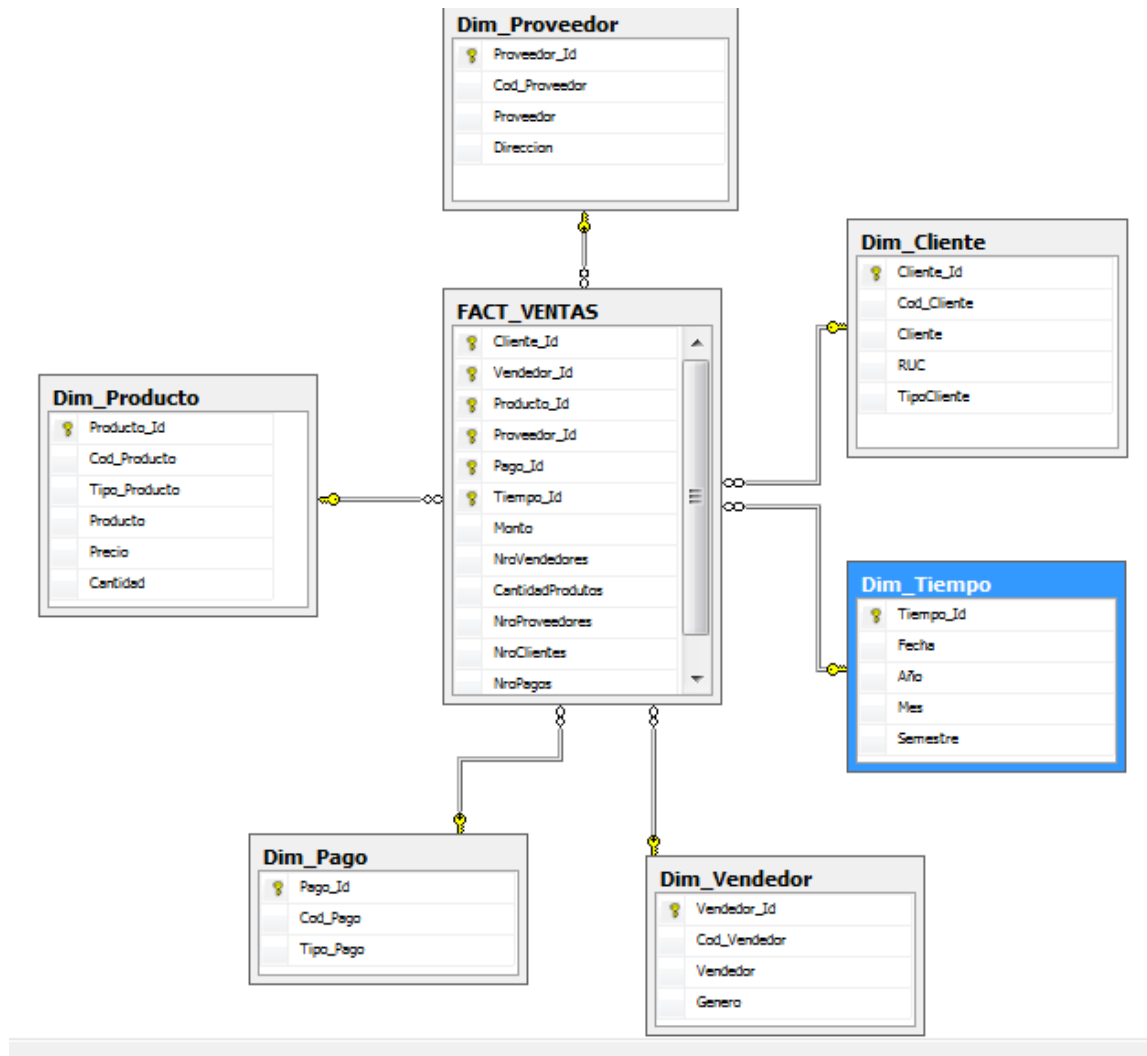 Dim_Proveedor
Proveedor_Id
Cod_Proveedor
Proveedor
Direccion
Dim_Cliente
Cliente_Id
Cod_Cliente
Cliente
RUC
TipoCliente
FACT_VENTAS
Cliente_Id
Vendedor_Id
Producto_Id
Proveedor_Id
Pago_Id
Tiempo_Id
Monto
NroVendedores
CantidadProdutos
NroProveedores
NroClientes
NroPagos
Dim_Producto
Producto_Id
Cod_Producto
Tipo_Producto
Producto
Precio
Cantidad
Dim_Tiempo
Tiempo_Id
Fecha
Año
Mes
Semestre
Dim_Pago
Pago_Id
Cod_Pago
Tipo_Pago
Dim_Vendedor
Vendedor_Id
Cod_Vendedor
Vendedor
Genero